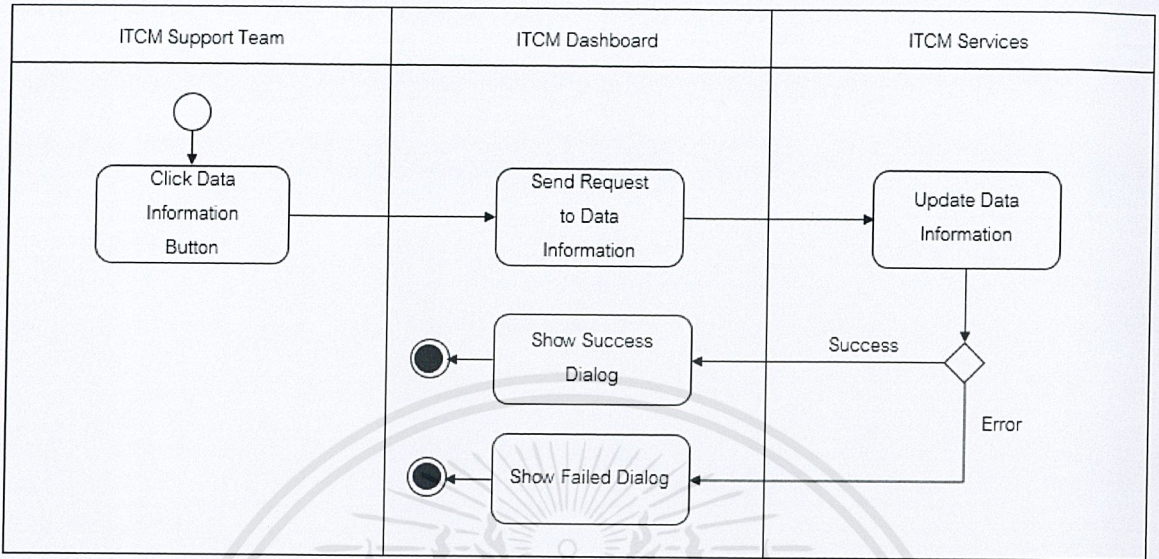 ITCM Support Team
ITCM Dashboard
ITCM Services
Click Data
Information
Button
Send Request
to Data
Information
Update Data
Information
Show Success
Dialog
Success
Error
Show Failed Dialog